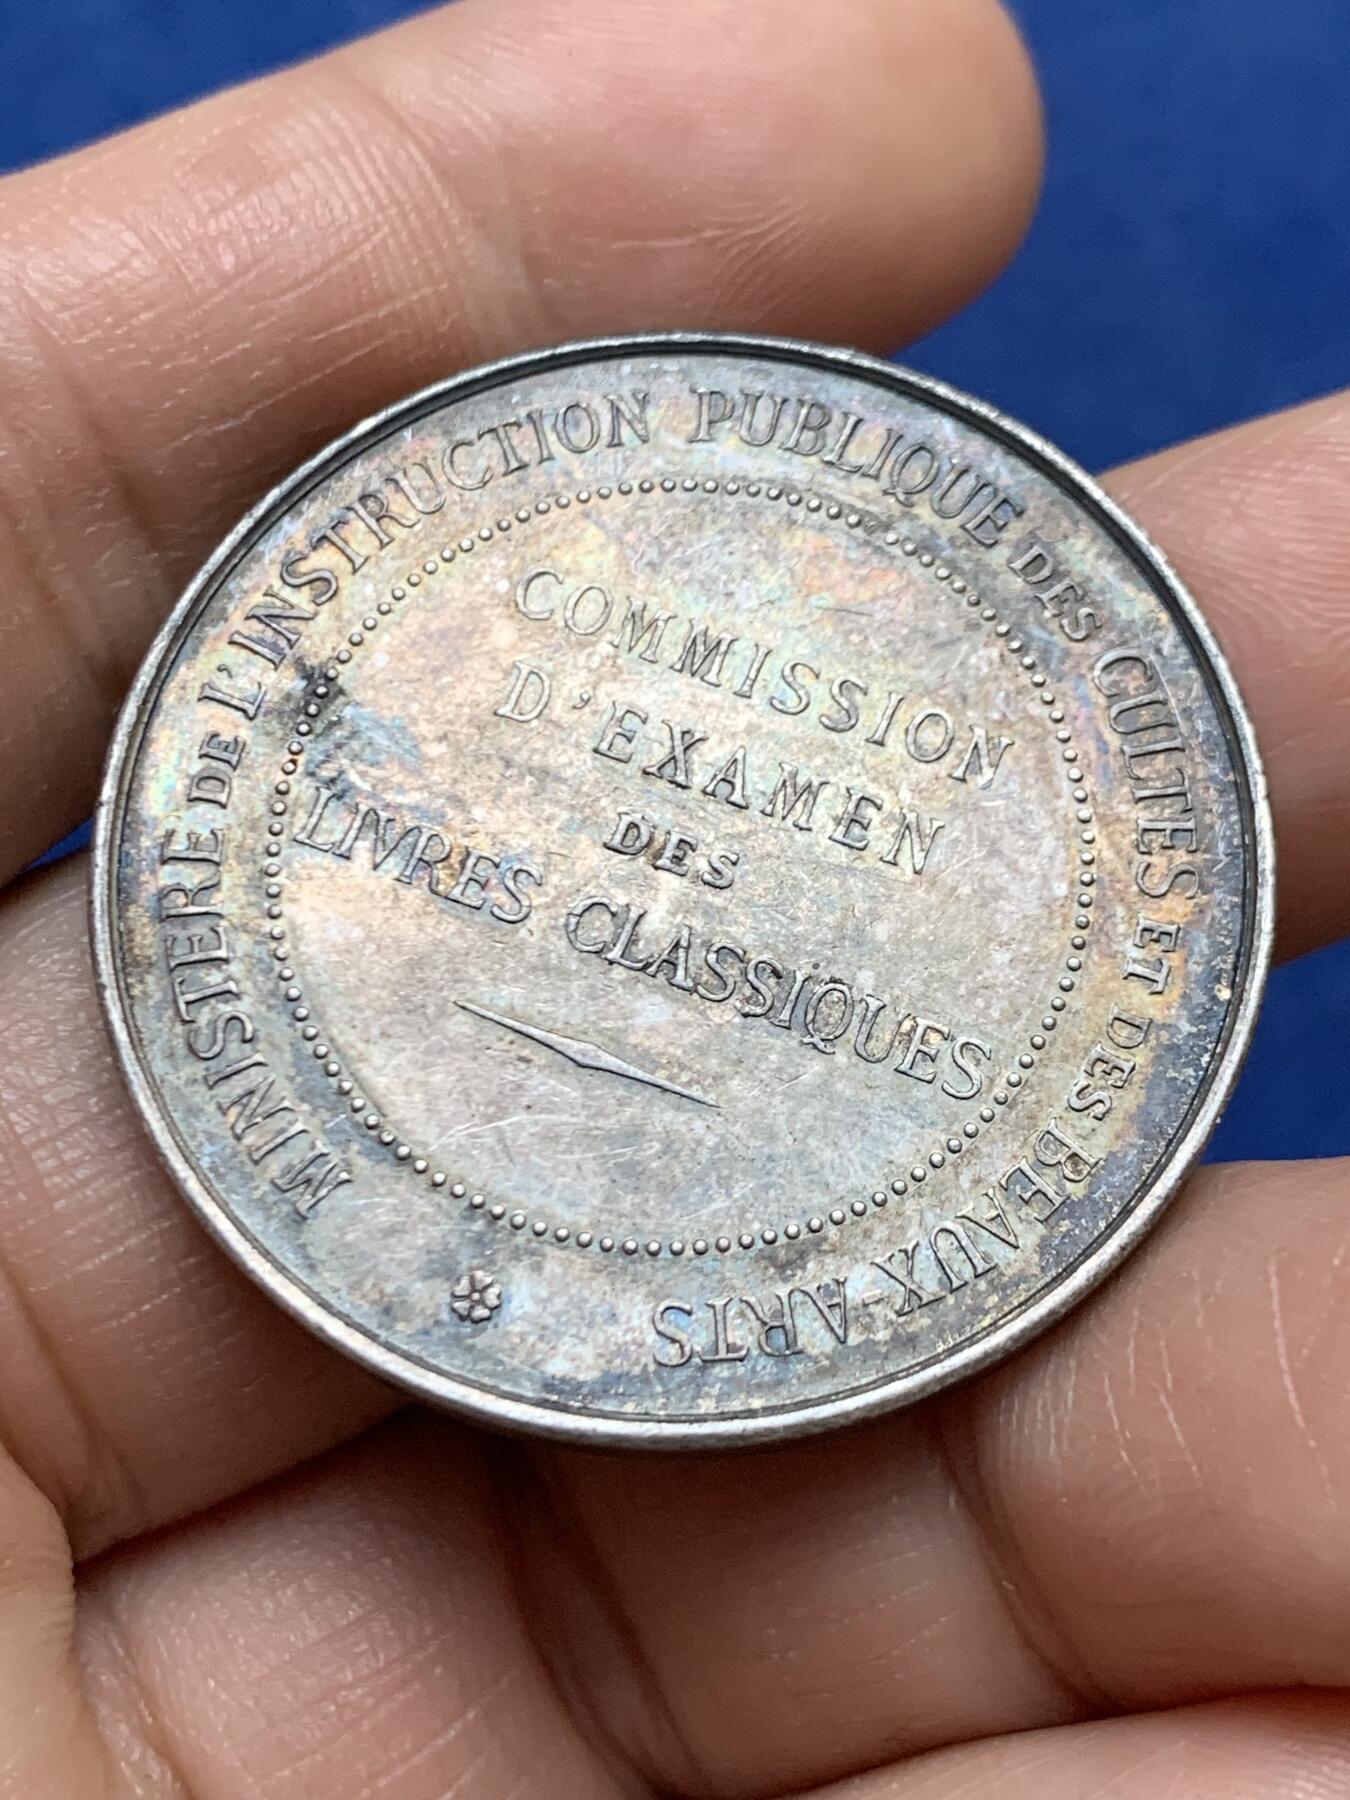 MINISTERE DE L'INSTRUCTION PUBLIQUE DES CULTES ET DES BEAUX-ARTS
COMMISSION
D'EXAMEN
DES
LIVRES CLASSIQUES